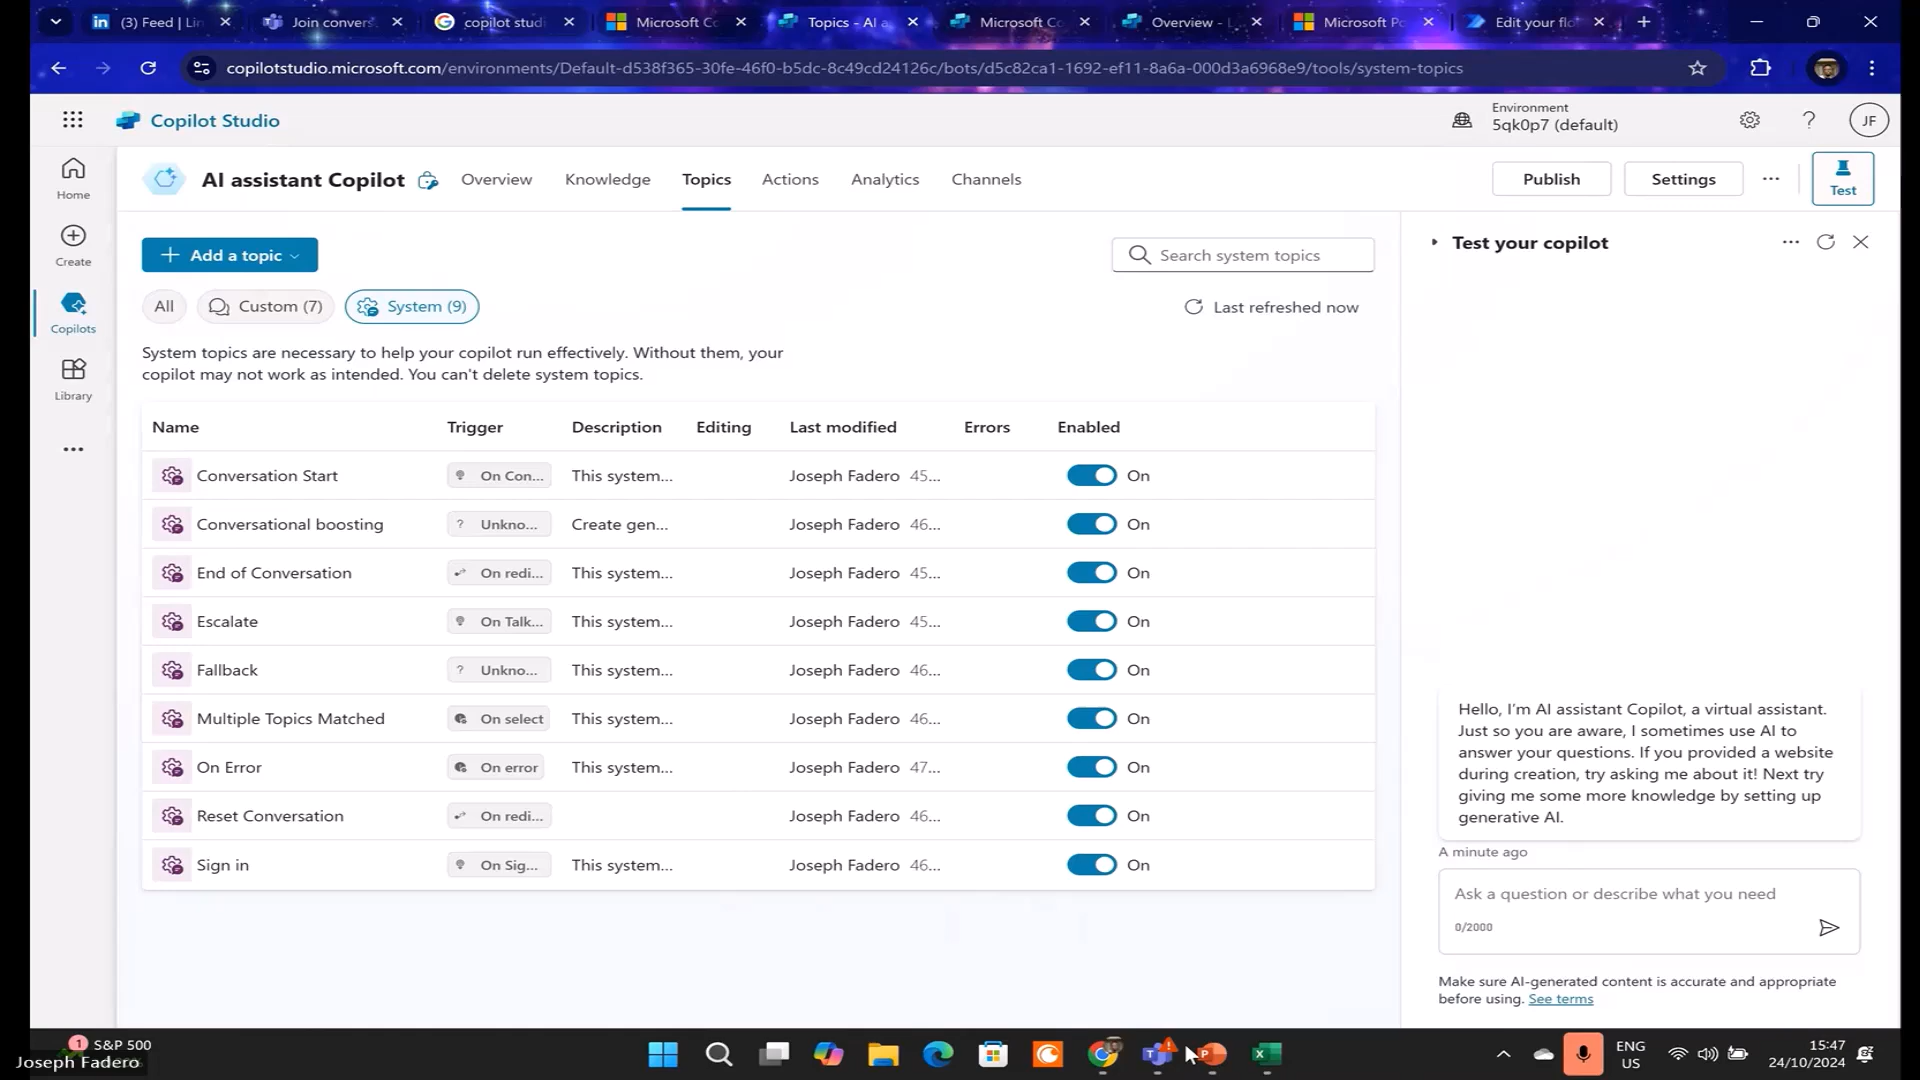 (3) Feed | Lin
Join convers
copilot studi
Microsoft Co
Topics - AI a
Microsoft Co
Overview - L
Microsoft Po
Edit your flo
copilotstudio.microsoft.com/environments/Default-d538f365-30fe-46f0-b5dc-8c49cd24126c/bots/d5c82ca1-1692-ef11-8a6a-000d3a6968e9/tools/system-topics
Copilot Studio
Environment
5qk0p7 (default)
JF
Home
Create
Copilots
Library
AI assistant Copilot
Overview
Knowledge
Topics
Actions
Analytics
Channels
Publish
Settings
Test
Add a topic
Search system topics
All
Custom (7)
System (9)
Last refreshed now
System topics are necessary to help your copilot run effectively. Without them, your
copilot may not work as intended. You can't delete system topics.
Name Trigger Description Editing Last modified Errors Enabled
Conversation Start On Con... This system... Joseph Fadero 45... On
Conversational boosting Unkno... Create gen... Joseph Fadero 46... On
End of Conversation On redi... This system... Joseph Fadero 45... On
Escalate On Talk... This system... Joseph Fadero 45... On
Fallback Unkno... This system... Joseph Fadero 46... On
Multiple Topics Matched On select This system... Joseph Fadero 46... On
On Error On error This system... Joseph Fadero 47... On
Reset Conversation On redi... Joseph Fadero 46... On
Sign in On Sig... This system... Joseph Fadero 46... On
Test your copilot
Hello, I'm AI assistant Copilot, a virtual assistant.
Just so you are aware, I sometimes use AI to
answer your questions. If you provided a website
during creation, try asking me about it! Next try
giving me some more knowledge by setting up
generative AI.
A minute ago
Ask a question or describe what you need
0/2000
Make sure AI-generated content is accurate and appropriate
before using. See terms
1
S&P 500
Joseph Fadero
ENG
US
15:47
24/10/2024